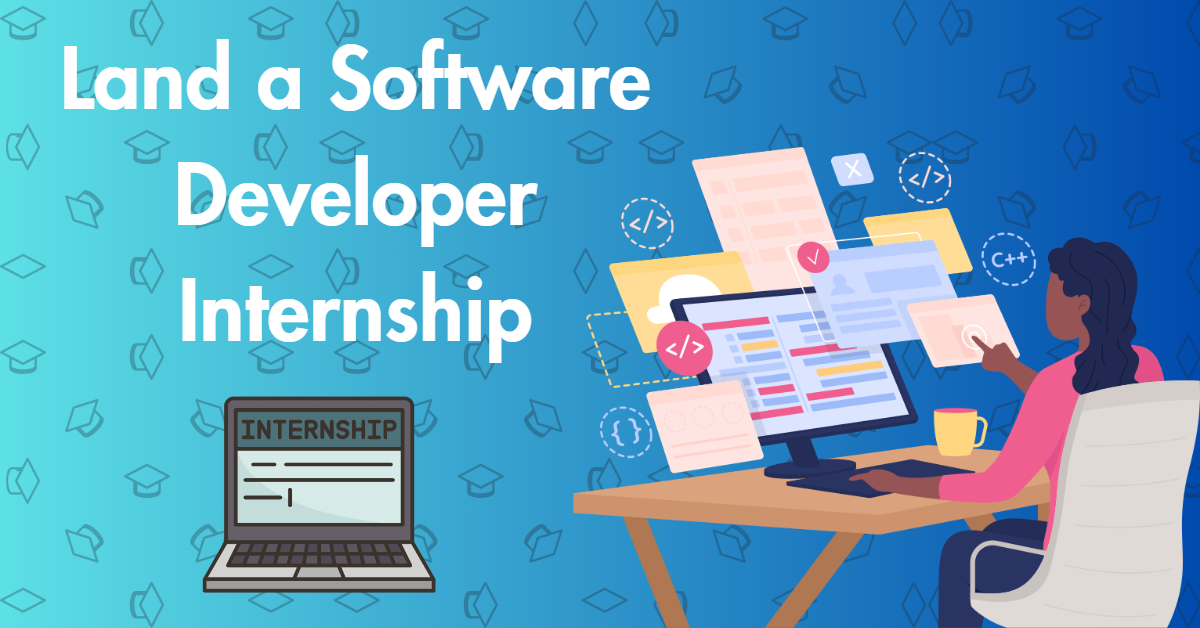 Land a Software
Developer
Internship
X
</>
</>
C++
</>
{ }
INTERNSHIP